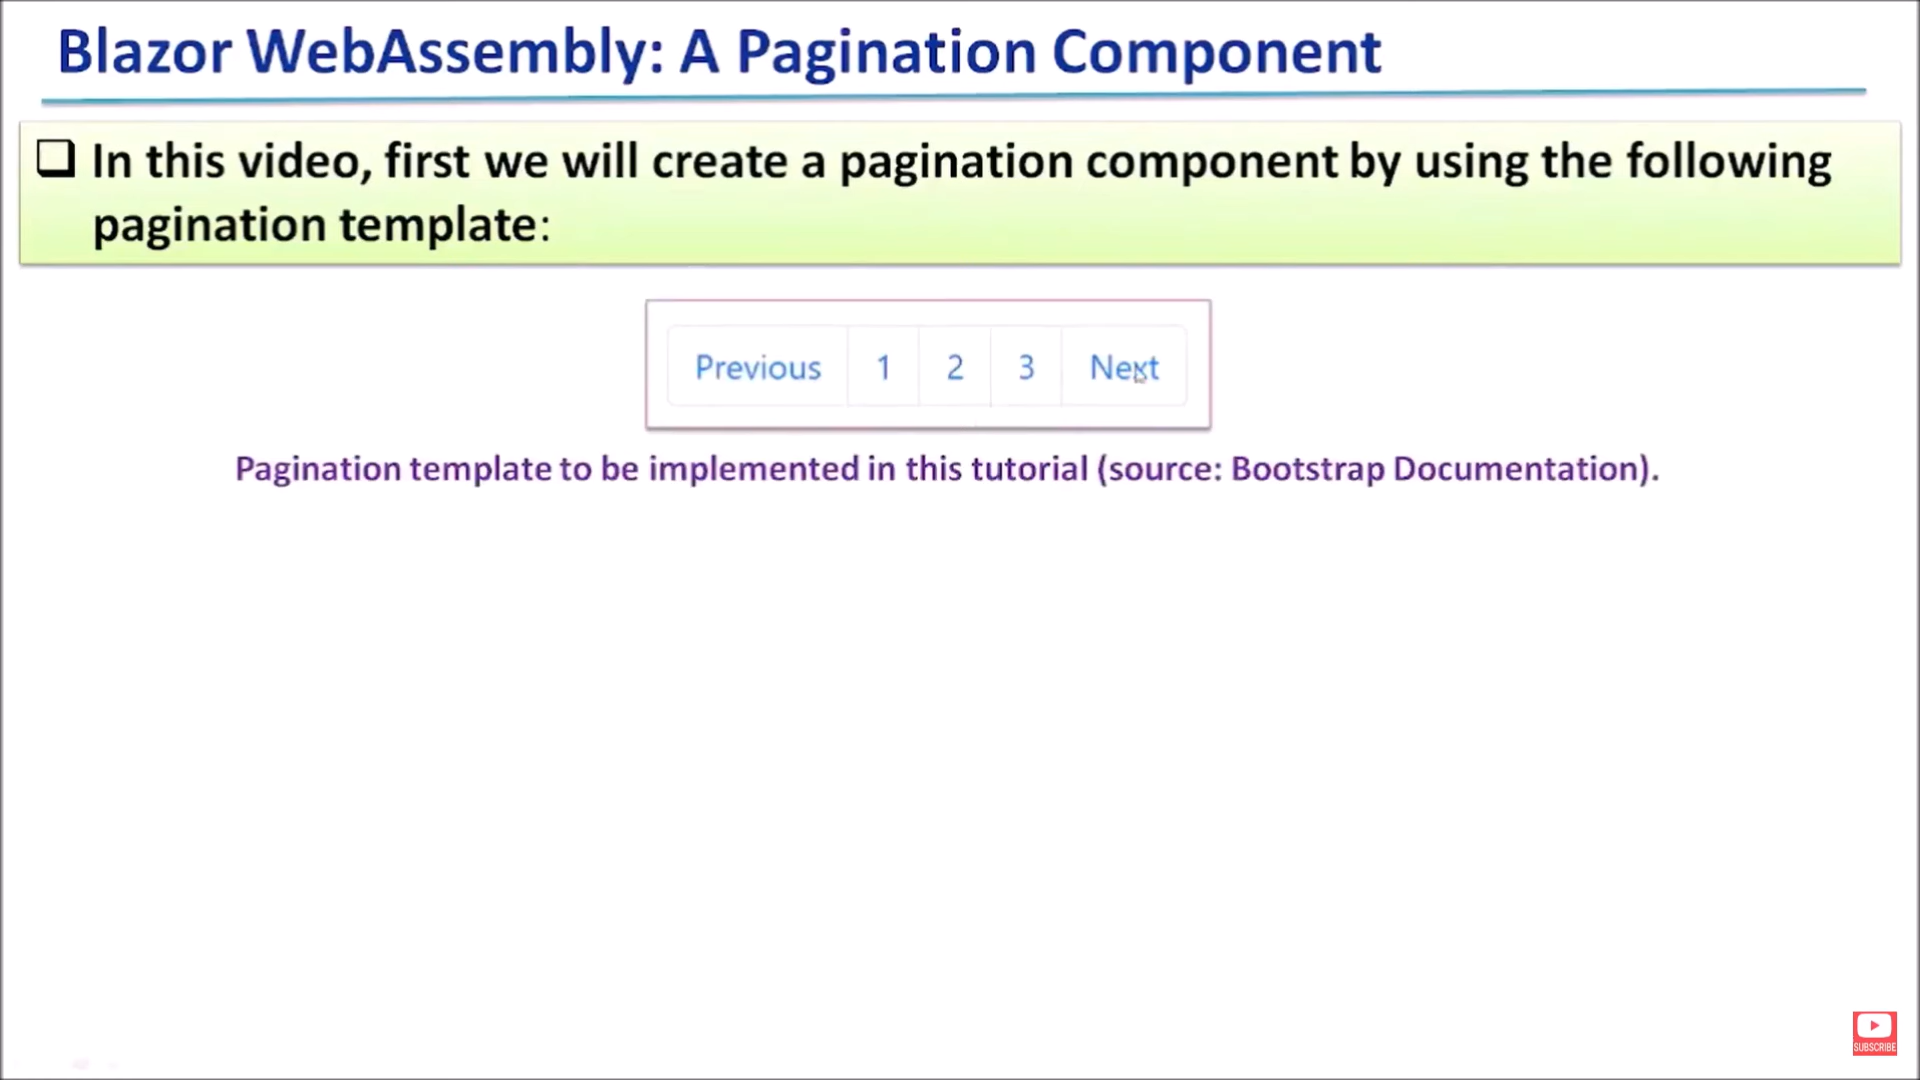 Blazor WebAssembly: A Pagination Component
In this video, first we will create a pagination component by using the following
pagination template:
Previous 1 2 3 Next
Pagination template to be implemented in this tutorial (source: Bootstrap Documentation).
SUBSCRIBE